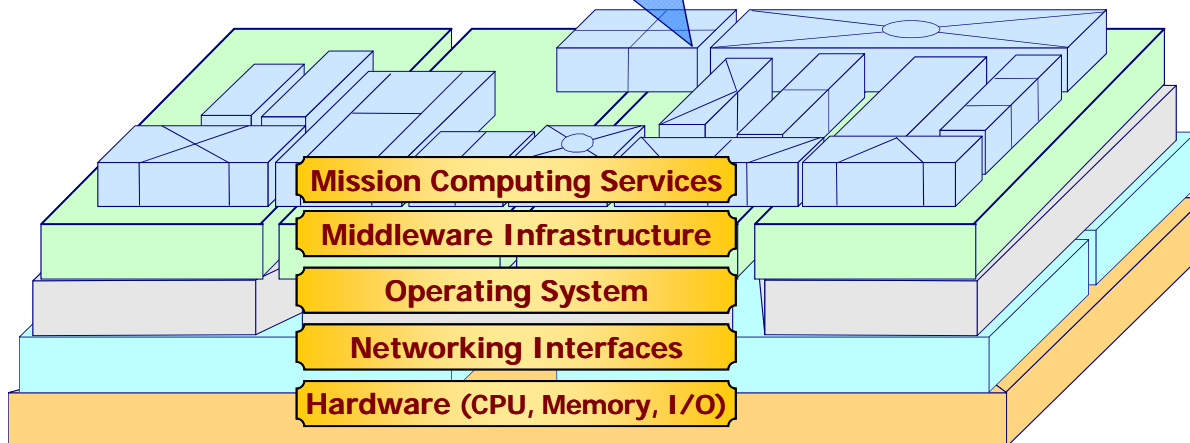 Mission Computing Services
Middleware Infrastructure
Operating System
Networking Interfaces
Hardware (CPU, Memory, I/O)